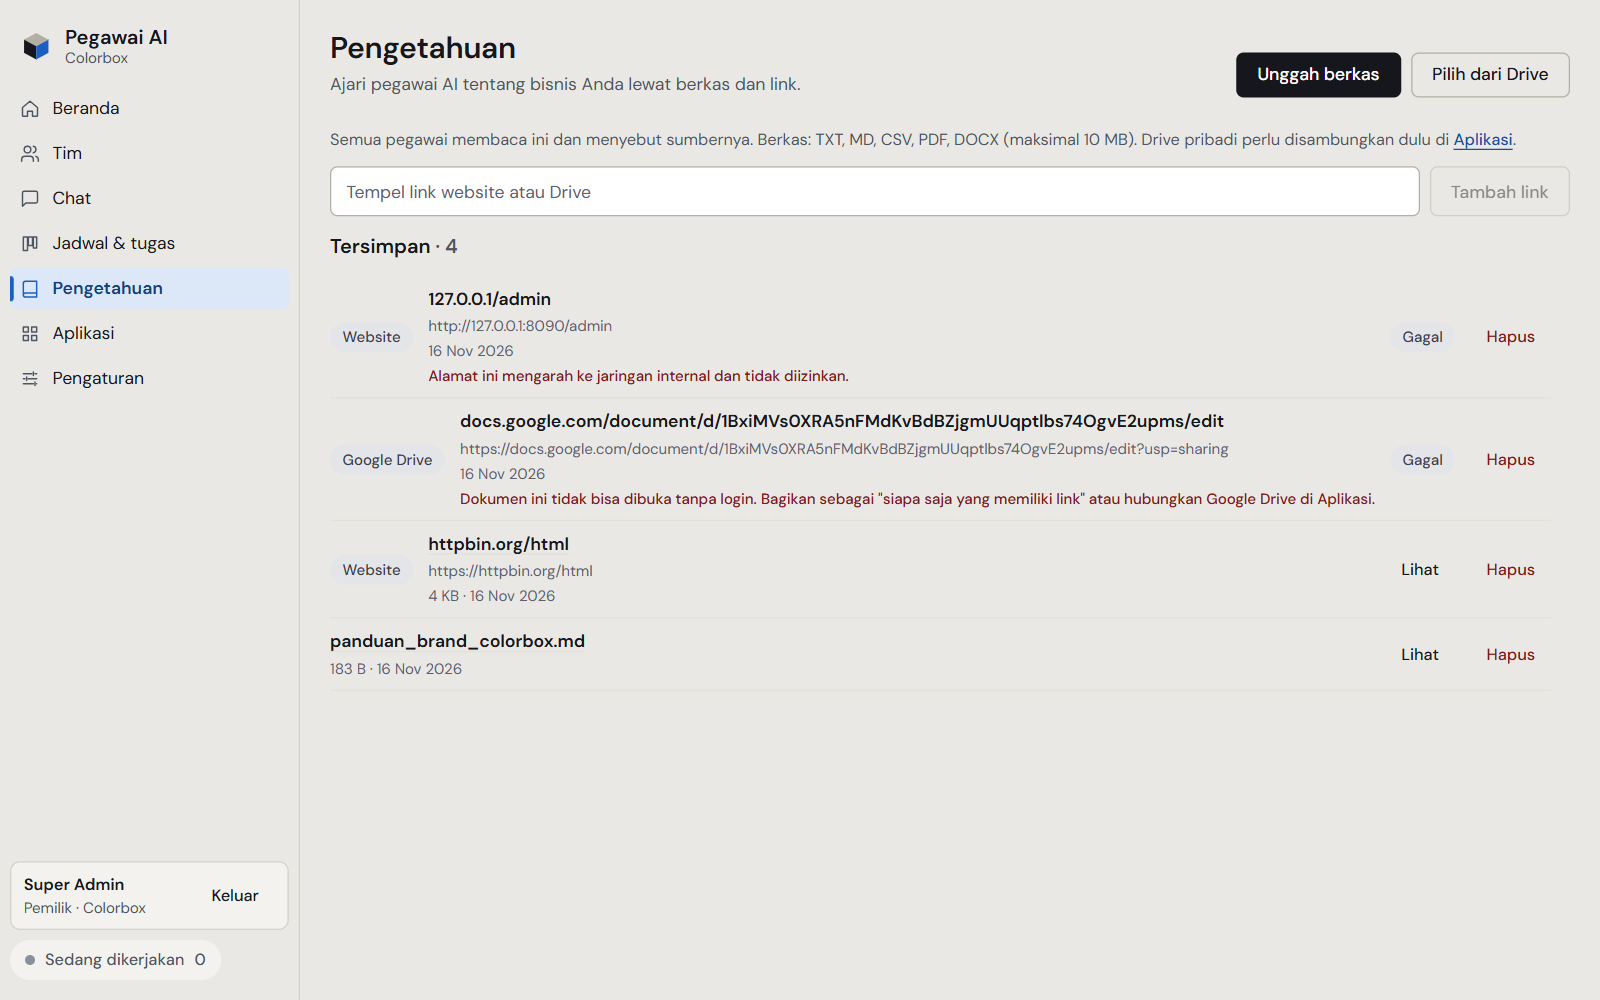 Pegawai AI
Colorbox
Beranda
Tim
Chat
Jadwal & tugas
Pengetahuan
Aplikasi
Pengaturan
Super Admin
Pemilik · Colorbox
Keluar
Sedang dikerjakan 0
Pengetahuan
Ajari pegawai AI tentang bisnis Anda lewat berkas dan link.
Unggah berkas
Pilih dari Drive
Semua pegawai membaca ini dan menyebut sumbernya. Berkas: TXT, MD, CSV, PDF, DOCX (maksimal 10 MB). Drive pribadi perlu disambungkan dulu di Aplikasi.
Tempel link website atau Drive
Tambah link
Tersimpan · 4
Website
127.0.0.1/admin
http://127.0.0.1:8090/admin
16 Nov 2026
Alamat ini mengarah ke jaringan internal dan tidak diizinkan.
Gagal
Hapus
Google Drive
docs.google.com/document/d/1BxiMVs0XRA5nFMdKvBdBZjgmUUqptlbs74OgvE2upms/edit
https://docs.google.com/document/d/1BxiMVs0XRA5nFMdKvBdBZjgmUUqptlbs74OgvE2upms/edit?usp=sharing
16 Nov 2026
Dokumen ini tidak bisa dibuka tanpa login. Bagikan sebagai "siapa saja yang memiliki link" atau hubungkan Google Drive di Aplikasi.
Gagal
Hapus
Website
httpbin.org/html
https://httpbin.org/html
4 KB · 16 Nov 2026
Lihat
Hapus
panduan_brand_colorbox.md
183 B · 16 Nov 2026
Lihat
Hapus